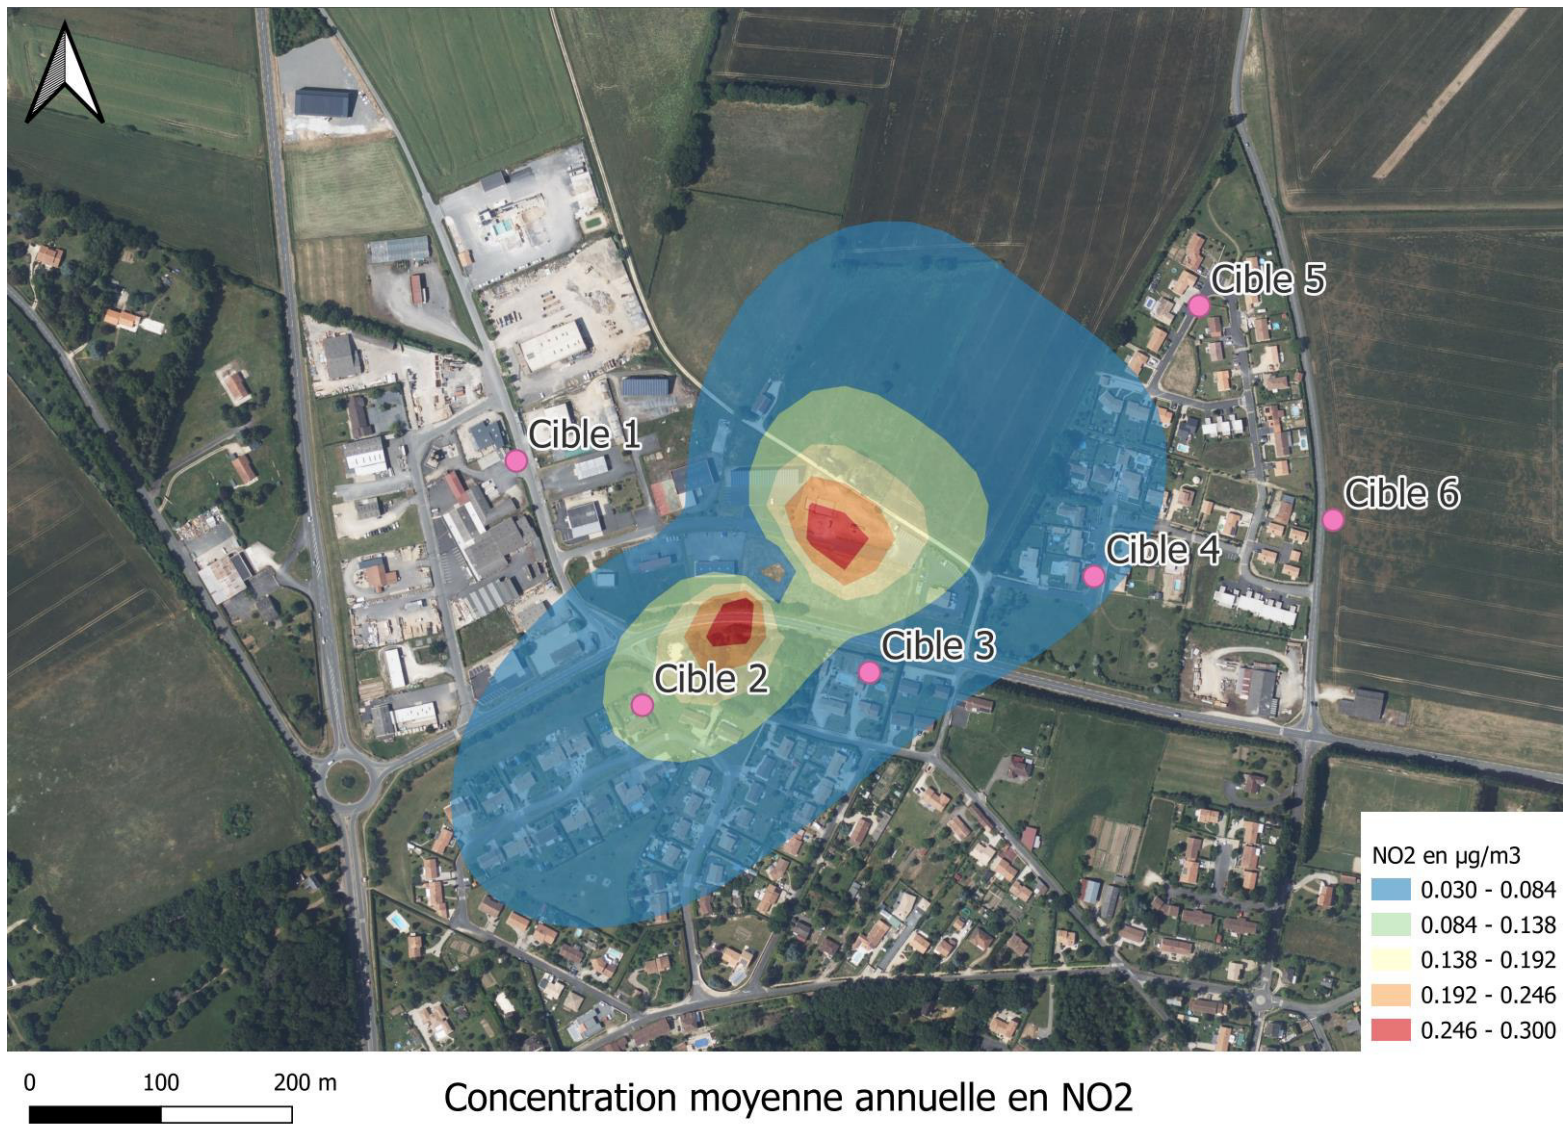 Cible 5
Cible 1
Cible 6
Cible 4
Cible 3
Cible 2
NO2 en µg/m3
0.030 - 0.084
0.084 - 0.138
0.138 - 0.192
0.192 - 0.246
0.246 - 0.300
0 100 200 m
Concentration moyenne annuelle en NO2